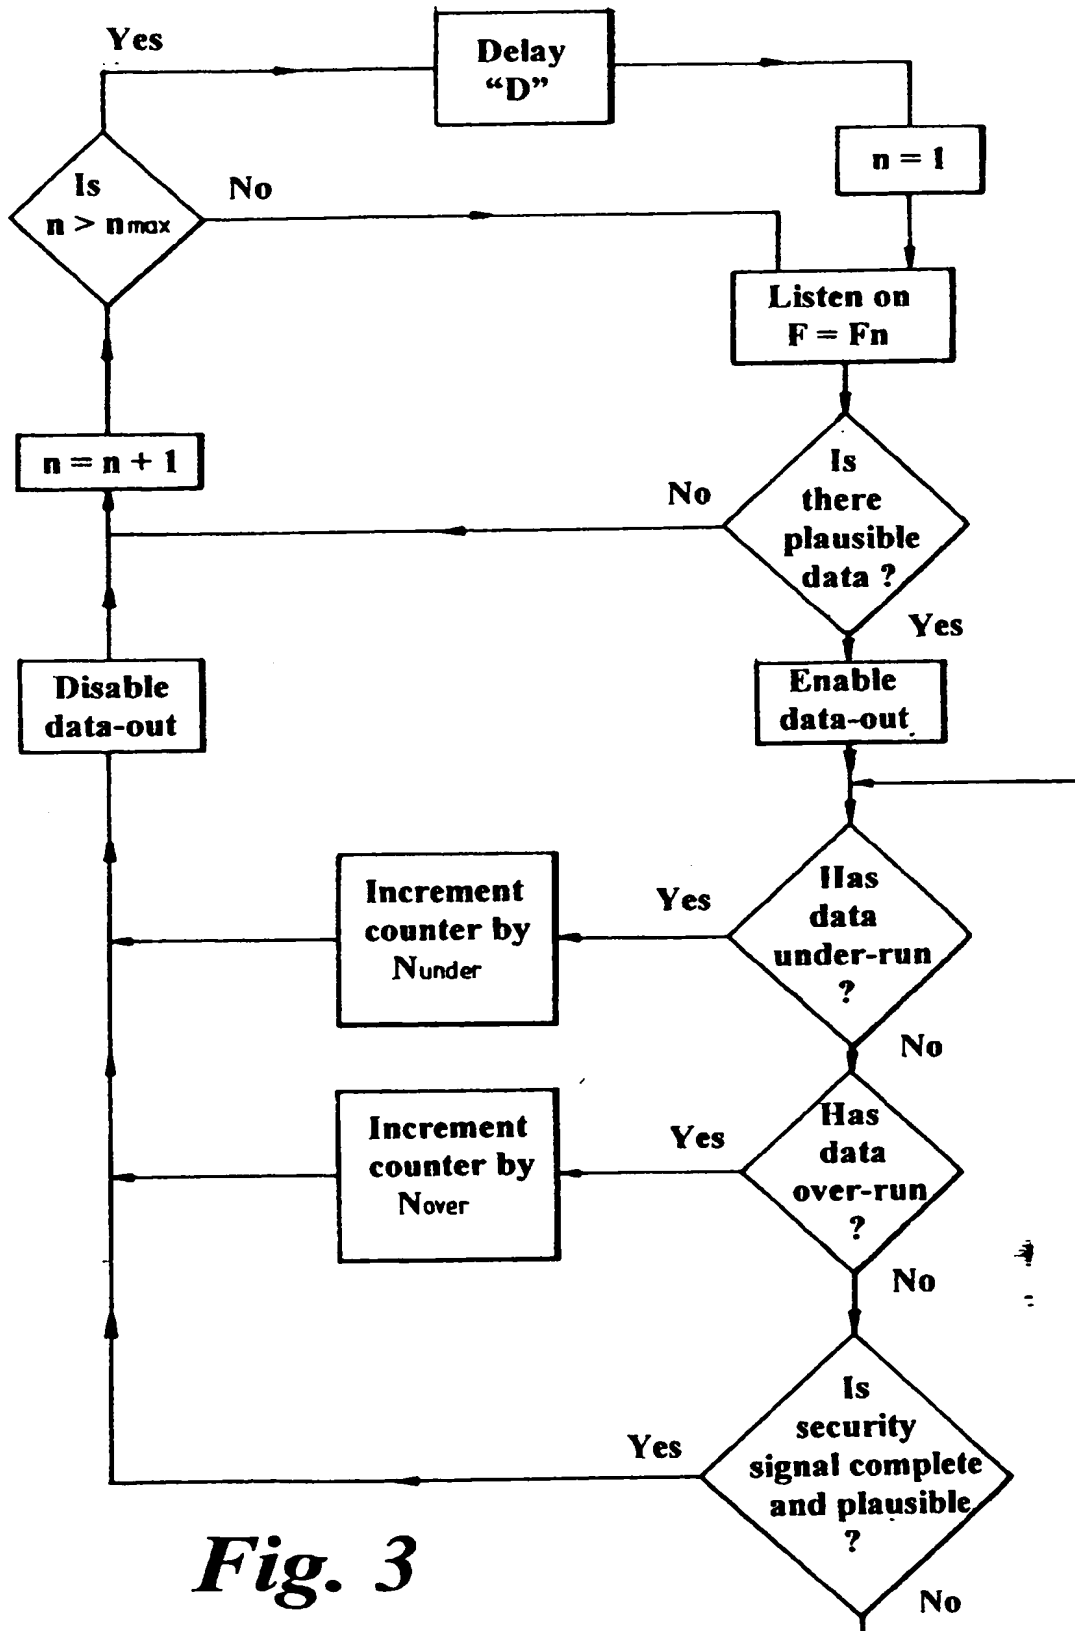 Yes
Delay
“D”
n = 1
Is
n > nmax
No
Listen on
F = Fn
n = n + 1
Is
there
plausible
data ?
No
Yes
Disable
data-out
Enable
data-out
Increment
counter by
Nunder
Yes
Has
data
under-run
?
No
Increment
counter by
Nover
Yes
Has
data
over-run
?
No
Is
security
signal complete
and plausible
?
Yes
No
Fig. 3